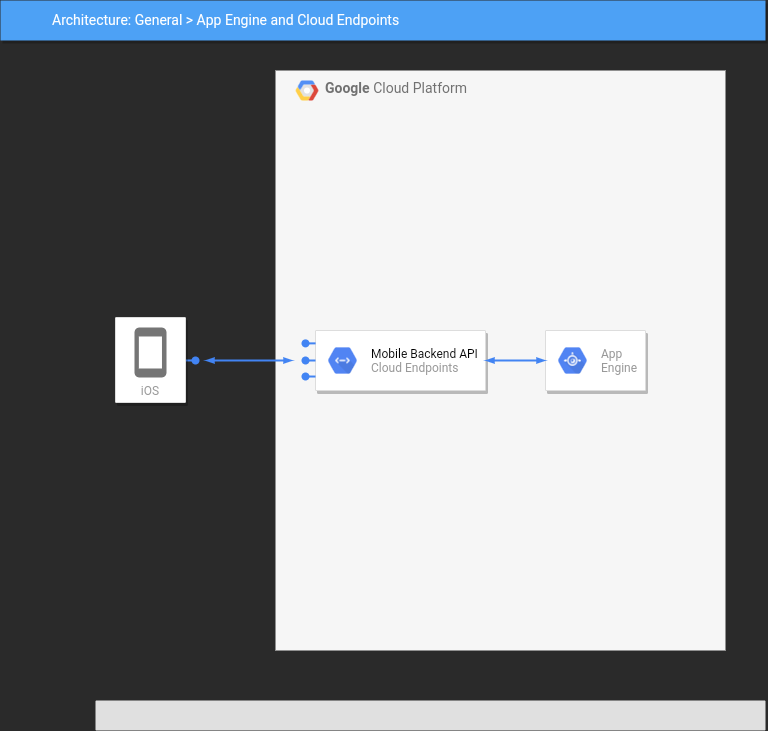 Architecture: General > App Engine and Cloud Endpoints
Google Cloud Platform
iOS
Mobile Backend API
Cloud Endpoints
App
Engine